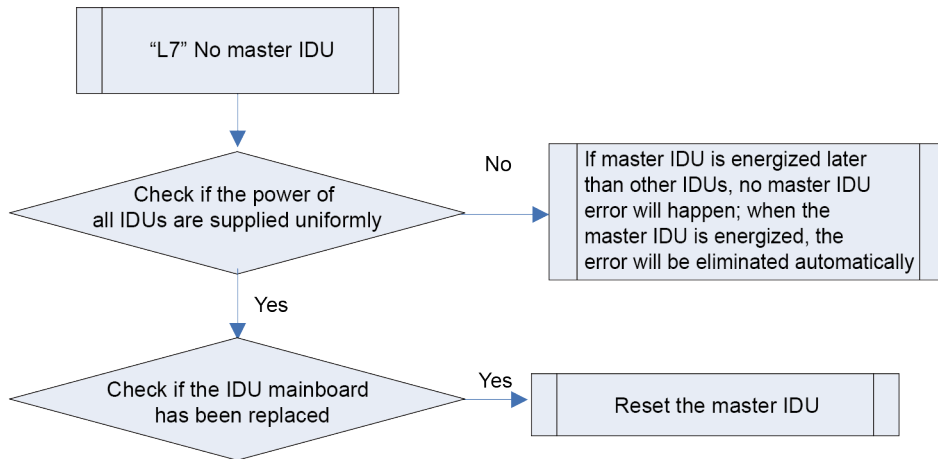 “L7” No master IDU
Check if the power of
all IDUs are supplied uniformly
No
If master IDU is energized later
than other IDUs, no master IDU
error will happen; when the
master IDU is energized, the
error will be eliminated automatically
Yes
Check if the IDU mainboard
has been replaced
Yes
Reset the master IDU